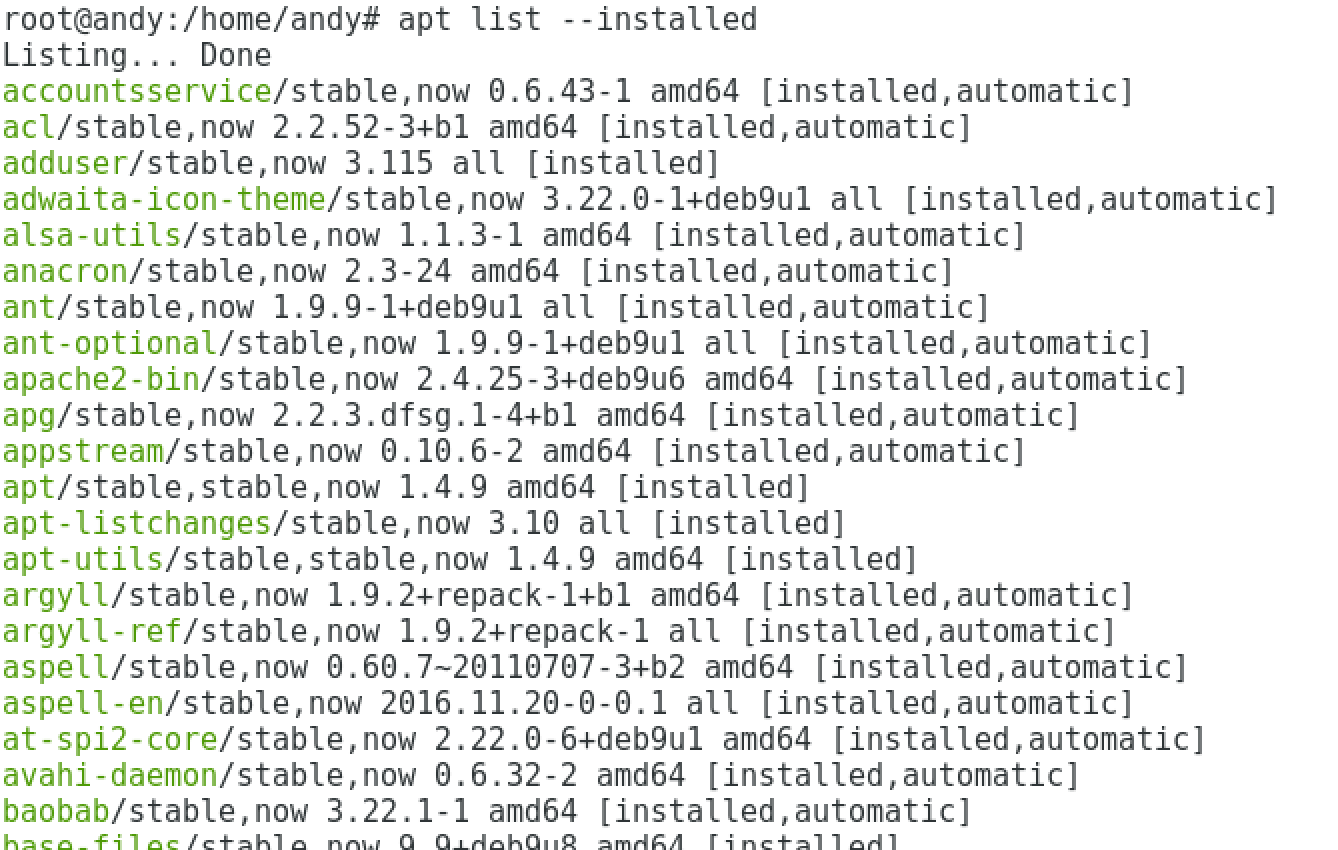 root@andy:/home/andy# apt list --installed
Listing... Done
accountsservice/stable,now 0.6.43-1 amd64 [installed,automatic]
acl/stable,now 2.2.52-3+b1 amd64 [installed,automatic]
adduser/stable,now 3.115 all [installed]
adwaita-icon-theme/stable,now 3.22.0-1+deb9u1 all [installed,automatic]
alsa-utils/stable,now 1.1.3-1 amd64 [installed,automatic]
anacron/stable,now 2.3-24 amd64 [installed,automatic]
ant/stable,now 1.9.9-1+deb9u1 all [installed,automatic]
ant-optional/stable,now 1.9.9-1+deb9u1 all [installed,automatic]
apache2-bin/stable,now 2.4.25-3+deb9u6 amd64 [installed,automatic]
apg/stable,now 2.2.3.dfsg.1-4+b1 amd64 [installed,automatic]
appstream/stable,now 0.10.6-2 amd64 [installed,automatic]
apt/stable,stable,now 1.4.9 amd64 [installed]
apt-listchanges/stable,now 3.10 all [installed]
apt-utils/stable,stable,now 1.4.9 amd64 [installed]
argyll/stable,now 1.9.2+repack-1+b1 amd64 [installed,automatic]
argyll-ref/stable,now 1.9.2+repack-1 all [installed,automatic]
aspell/stable,now 0.60.7~20110707-3+b2 amd64 [installed,automatic]
aspell-en/stable,now 2016.11.20-0-0.1 all [installed,automatic]
at-spi2-core/stable,now 2.22.0-6+deb9u1 amd64 [installed,automatic]
avahi-daemon/stable,now 0.6.32-2 amd64 [installed,automatic]
baobab/stable,now 3.22.1-1 amd64 [installed,automatic]
base-files/stable,now 9.9+deb9u8 amd64 [installed]